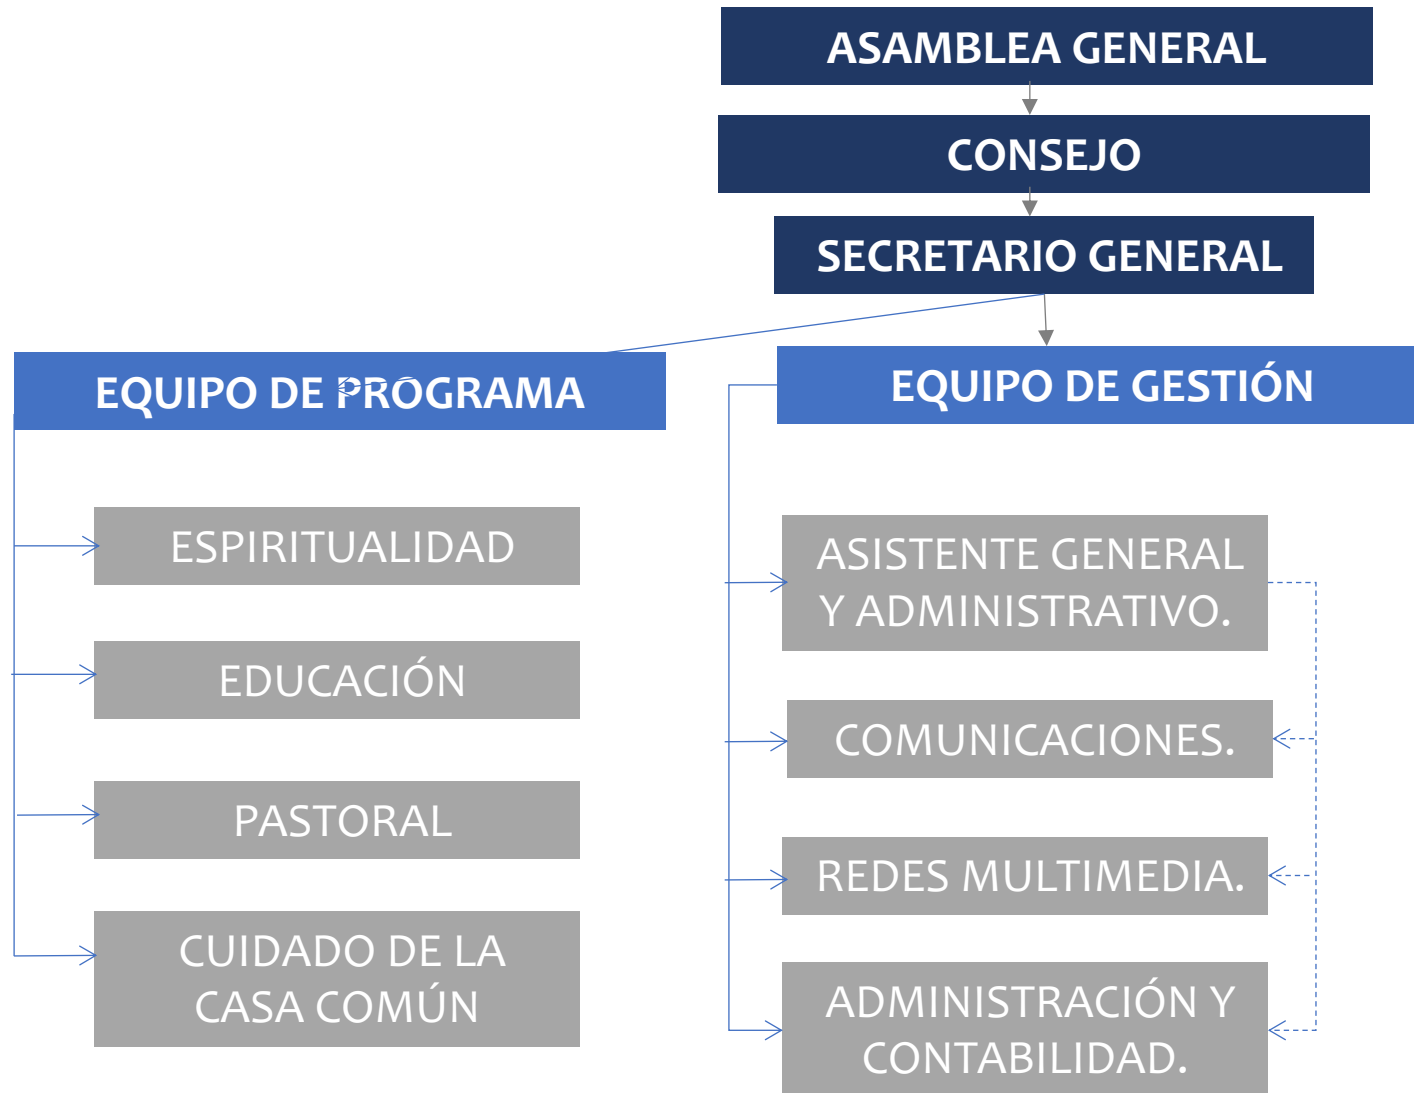 ASAMBLEA GENERAL
CONSEJO
SECRETARIO GENERAL
EQUIPO DE PROGRAMA
ESPIRITUALIDAD
EDUCACIÓN
PASTORAL
CUIDADO DE LA
CASA COMÚN
EQUIPO DE GESTIÓN
ASISTENTE GENERAL
Y ADMINISTRATIVO.
COMUNICACIONES.
REDES MULTIMEDIA.
ADMINISTRACIÓN Y
CONTABILIDAD.